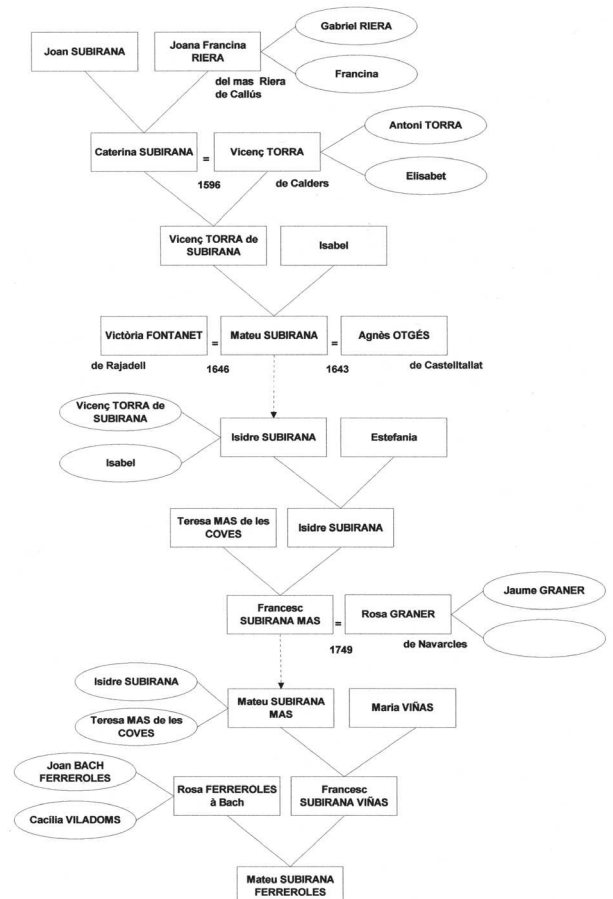 Gabriel RIERA
Joan SUBIRANA
Joana Francina
RIERA
Francina
del mas Riera
de Callús
Antoni TORRA
Caterina SUBIRANA
=
Vicenç TORRA
1596
de Calders
Elisabet
Vicenç TORRA de
SUBIRANA
Isabel
Victòria FONTANET
=
Mateu SUBIRANA
=
Agnès OTGÉS
de Rajadell
1646
1643
de Castelltallat
Vicenç TORRA de
SUBIRANA
Isidre SUBIRANA
Estefania
Isabel
Teresa MAS de les
COVES
Isidre SUBIRANA
Jaume GRANER
Francesc
SUBIRANA MAS
=
Rosa GRANER
1749
de Navarcles
Isidre SUBIRANA
Mateu SUBIRANA
MAS
Maria VIÑAS
Teresa MAS de les
COVES
Joan BACH
FERREROLES
Rosa FERREROLES
à Bach
Francesc
SUBIRANA VIÑAS
Cacília VILADOMS
Mateu SUBIRANA
FERREROLES